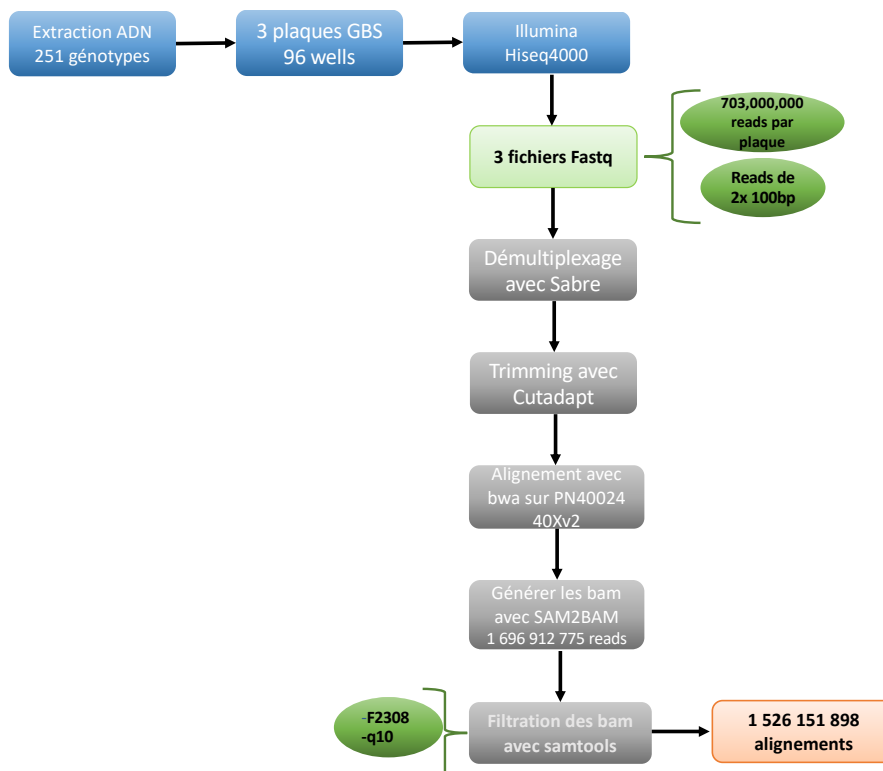 Extraction ADN
251 génotypes
3 plaques GBS
96 wells
Illumina
Hiseq4000
703,000,000
reads par
plaque
3 fichiers Fastq
Reads de
2x 100bp
Démultiplexage
avec Sabre
Trimming avec
Cutadapt
Alignement avec
bwa sur PN40024
40Xv2
Générer les bam
avec SAM2BAM
1 696 912 775 reads
-F2308
-q10
Filtration des bam
avec samtools
1 526 151 898
alignements